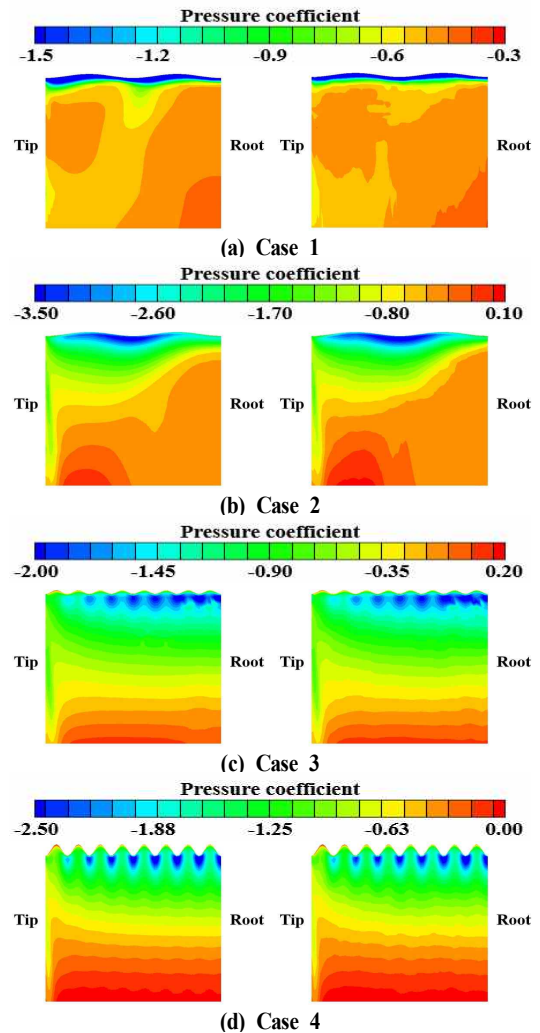 Pressure coefficient
-1.5 -1.2 -0.9 -0.6 -0.3
Tip Root Tip Root
(a) Case 1
Pressure coefficient
-3.50 -2.60 -1.70 -0.80 0.10
Tip Root Tip Root
(b) Case 2
Pressure coefficient
-2.00 -1.45 -0.90 -0.35 0.20
Tip Root Tip Root
(c) Case 3
Pressure coefficient
-2.50 -1.88 -1.25 -0.63 0.00
Tip Root Tip Root
(d) Case 4